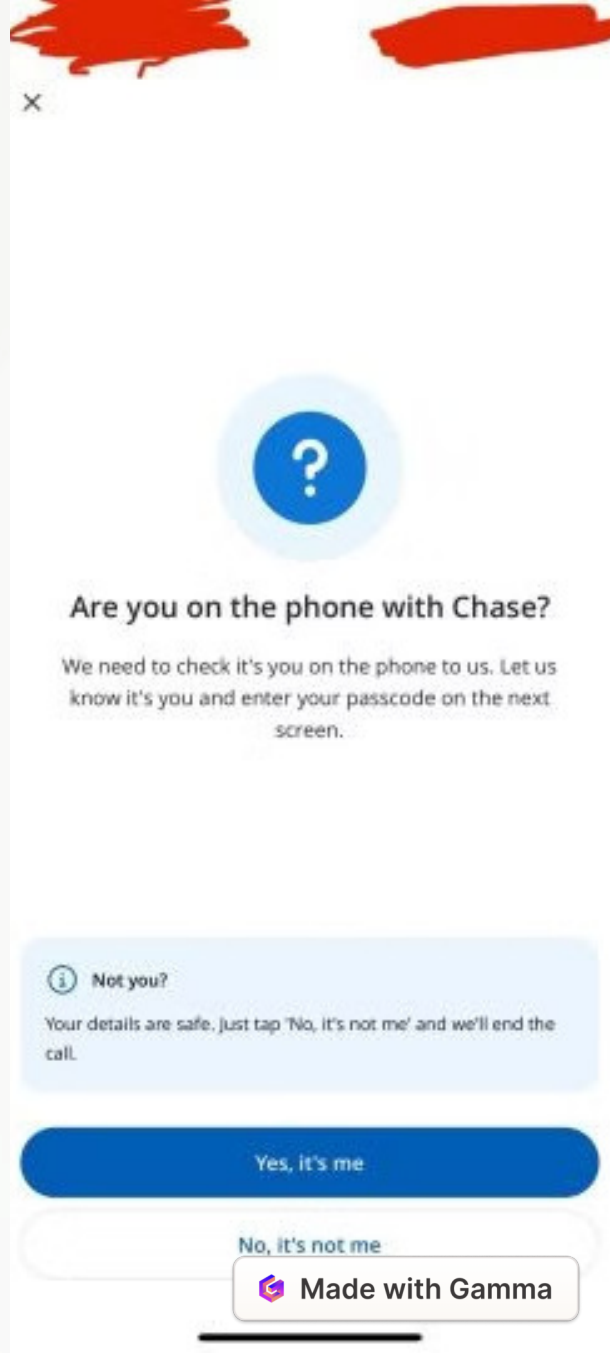 Are you on the phone with Chase?
We need to check it's you on the phone to us. Let us
know it's you and enter your passcode on the next
screen.
Not you?
Your details are safe. Just tap 'No, it's not me' and we'll end the
call.
Yes, it's me
No, it's not me
Made with Gamma